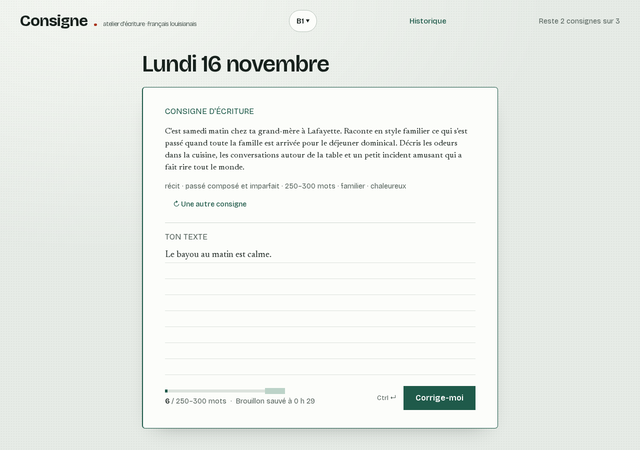 Consigne. atelier d'écriture · français louisianais
B1 ▾
Historique
Reste 2 consignes sur 3
Lundi 16 novembre
CONSIGNE D'ÉCRITURE
C'est samedi matin chez ta grand-mère à Lafayette. Raconte en style familier ce qui s'est
passé quand toute la famille est arrivée pour le déjeuner dominical. Décris les odeurs
dans la cuisine, les conversations autour de la table et un petit incident amusant qui a
fait rire tout le monde.
récit · passé composé et imparfait · 250–300 mots · familier · chaleureux
↻ Une autre consigne
TON TEXTE
Le bayou au matin est calme.
6 / 250–300 mots · Brouillon sauvé à 0 h 29
Ctrl ↵
Corrige-moi